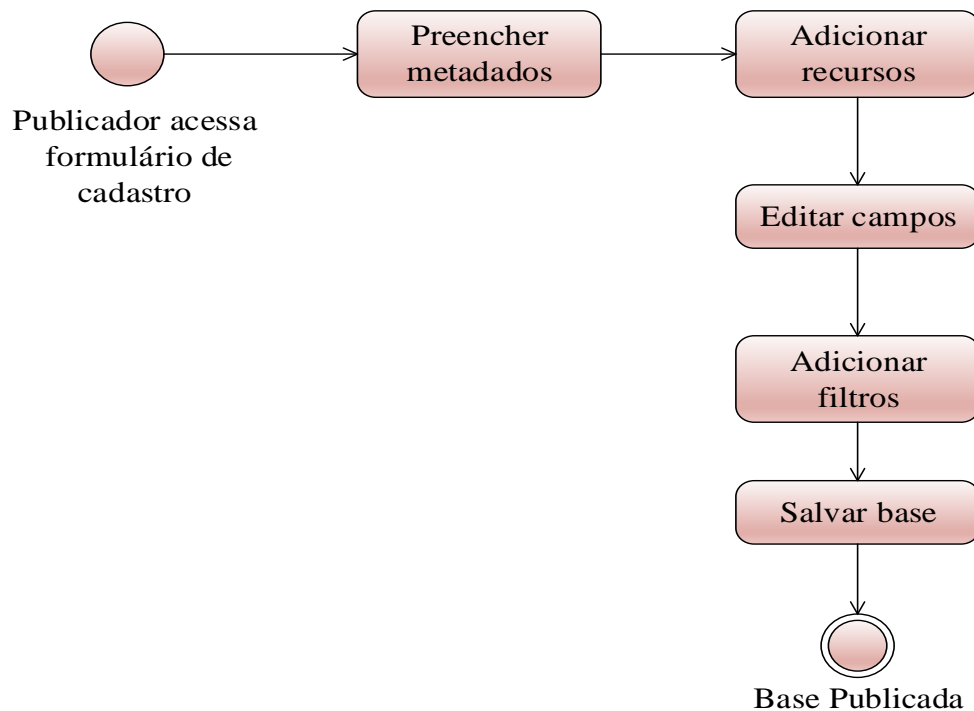 Publicador acessa
formulário de
cadastro
Preencher
metadados
Adicionar
recursos
Editar campos
Adicionar
filtros
Salvar base
Base Publicada